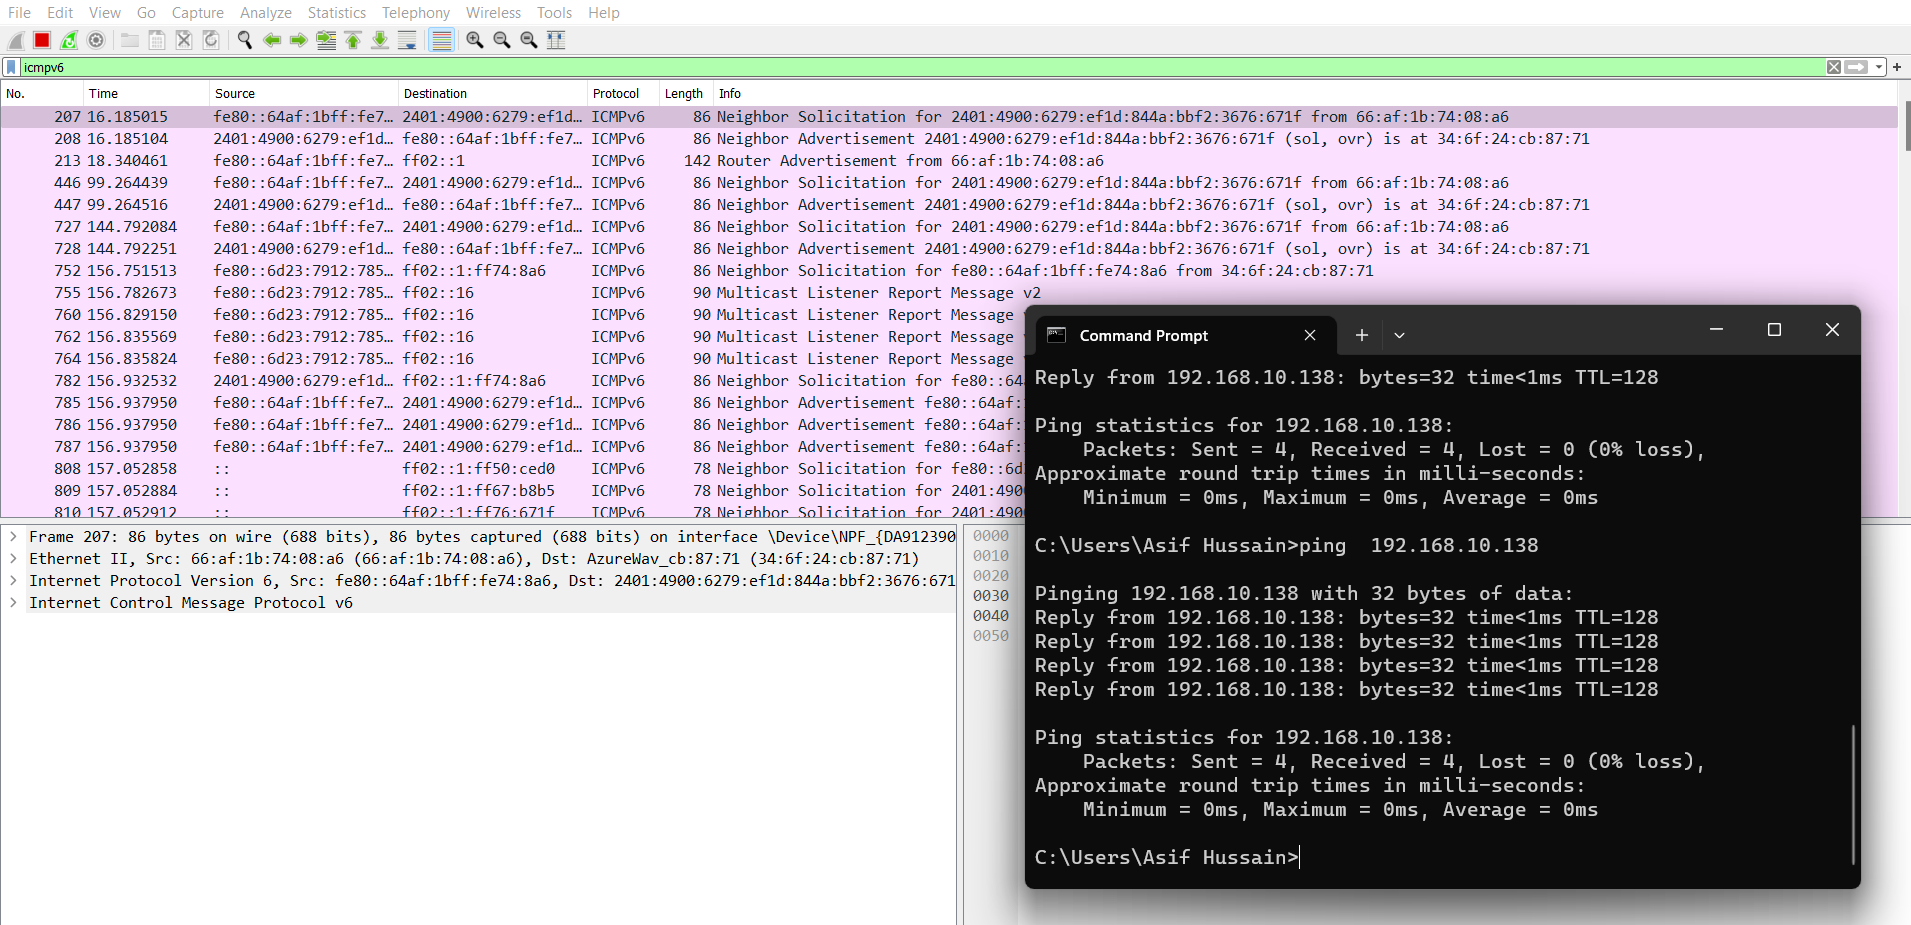 File Edit View Go Capture Analyze Statistics Telephony Wireless Tools Help
icmpv6
No. Time Source Destination Protocol Length Info
207 16.185015 fe80::64af:1bff:fe7… 2401:4900:6279:ef1d… ICMPv6 86 Neighbor Solicitation for 2401:4900:6279:ef1d:844a:bbf2:3676:671f from 66:af:1b:74:08:a6
208 16.185104 2401:4900:6279:ef1d… fe80::64af:1bff:fe7… ICMPv6 86 Neighbor Advertisement 2401:4900:6279:ef1d:844a:bbf2:3676:671f (sol, ovr) is at 34:6f:24:cb:87:71
213 18.340461 fe80::64af:1bff:fe7… ff02::1 ICMPv6 142 Router Advertisement from 66:af:1b:74:08:a6
446 99.264439 fe80::64af:1bff:fe7… 2401:4900:6279:ef1d… ICMPv6 86 Neighbor Solicitation for 2401:4900:6279:ef1d:844a:bbf2:3676:671f from 66:af:1b:74:08:a6
447 99.264516 2401:4900:6279:ef1d… fe80::64af:1bff:fe7… ICMPv6 86 Neighbor Advertisement 2401:4900:6279:ef1d:844a:bbf2:3676:671f (sol, ovr) is at 34:6f:24:cb:87:71
727 144.792084 fe80::64af:1bff:fe7… 2401:4900:6279:ef1d… ICMPv6 86 Neighbor Solicitation for 2401:4900:6279:ef1d:844a:bbf2:3676:671f from 66:af:1b:74:08:a6
728 144.792251 2401:4900:6279:ef1d… fe80::64af:1bff:fe7… ICMPv6 86 Neighbor Advertisement 2401:4900:6279:ef1d:844a:bbf2:3676:671f (sol, ovr) is at 34:6f:24:cb:87:71
752 156.751513 fe80::6d23:7912:785… ff02::1:ff74:8a6 ICMPv6 86 Neighbor Solicitation for fe80::64af:1bff:fe74:8a6 from 34:6f:24:cb:87:71
755 156.782673 fe80::6d23:7912:785… ff02::16 ICMPv6 90 Multicast Listener Report Message v2
760 156.829150 fe80::6d23:7912:785… ff02::16 ICMPv6 90 Multicast Listener Report Message
762 156.835569 fe80::6d23:7912:785… ff02::16 ICMPv6 90 Multicast Listener Report Message
764 156.835824 fe80::6d23:7912:785… ff02::16 ICMPv6 90 Multicast Listener Report Message
782 156.932532 2401:4900:6279:ef1d… ff02::1:ff74:8a6 ICMPv6 86 Neighbor Solicitation for fe80::64
785 156.937950 fe80::64af:1bff:fe7… 2401:4900:6279:ef1d… ICMPv6 86 Neighbor Advertisement fe80::64af:
786 156.937950 fe80::64af:1bff:fe7… 2401:4900:6279:ef1d… ICMPv6 86 Neighbor Advertisement fe80::64af:
787 156.937950 fe80::64af:1bff:fe7… 2401:4900:6279:ef1d… ICMPv6 86 Neighbor Advertisement fe80::64af:
808 157.052858 :: ff02::1:ff50:ced0 ICMPv6 78 Neighbor Solicitation for fe80::6d
809 157.052884 :: ff02::1:ff67:b8b5 ICMPv6 78 Neighbor Solicitation for 2401:490
810 157.052912 :: ff02::1:ff76:671f ICMPv6 78 Neighbor Solicitation for 2401:490
Frame 207: 86 bytes on wire (688 bits), 86 bytes captured (688 bits) on interface \Device\NPF_{DA912390
Ethernet II, Src: 66:af:1b:74:08:a6 (66:af:1b:74:08:a6), Dst: AzureWav_cb:87:71 (34:6f:24:cb:87:71)
Internet Protocol Version 6, Src: fe80::64af:1bff:fe74:8a6, Dst: 2401:4900:6279:ef1d:844a:bbf2:3676:671
Internet Control Message Protocol v6
0000
0010
0020
0030
0040
0050
Command Prompt
Reply from 192.168.10.138: bytes=32 time<1ms TTL=128
Ping statistics for 192.168.10.138:
Packets: Sent = 4, Received = 4, Lost = 0 (0% loss),
Approximate round trip times in milli-seconds:
Minimum = 0ms, Maximum = 0ms, Average = 0ms
C:\Users\Asif Hussain>ping  192.168.10.138
Pinging 192.168.10.138 with 32 bytes of data:
Reply from 192.168.10.138: bytes=32 time<1ms TTL=128
Reply from 192.168.10.138: bytes=32 time<1ms TTL=128
Reply from 192.168.10.138: bytes=32 time<1ms TTL=128
Reply from 192.168.10.138: bytes=32 time<1ms TTL=128
Ping statistics for 192.168.10.138:
Packets: Sent = 4, Received = 4, Lost = 0 (0% loss),
Approximate round trip times in milli-seconds:
Minimum = 0ms, Maximum = 0ms, Average = 0ms
C:\Users\Asif Hussain>